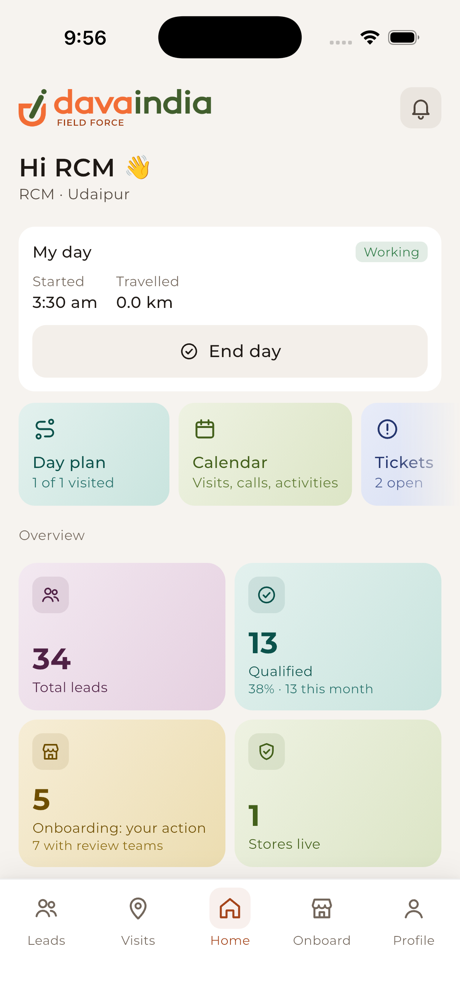 9:56
davaindia
FIELD FORCE
Hi RCM 👋
RCM · Udaipur
My day
Working
Started Travelled
3:30 am 0.0 km
End day
Day plan
1 of 1 visited
Calendar
Visits, calls, activities
Tickets
2 open
Overview
34
Total leads
13
Qualified
38% · 13 this month
5
Onboarding: your action
7 with review teams
1
Stores live
Leads Visits Home Onboard Profile